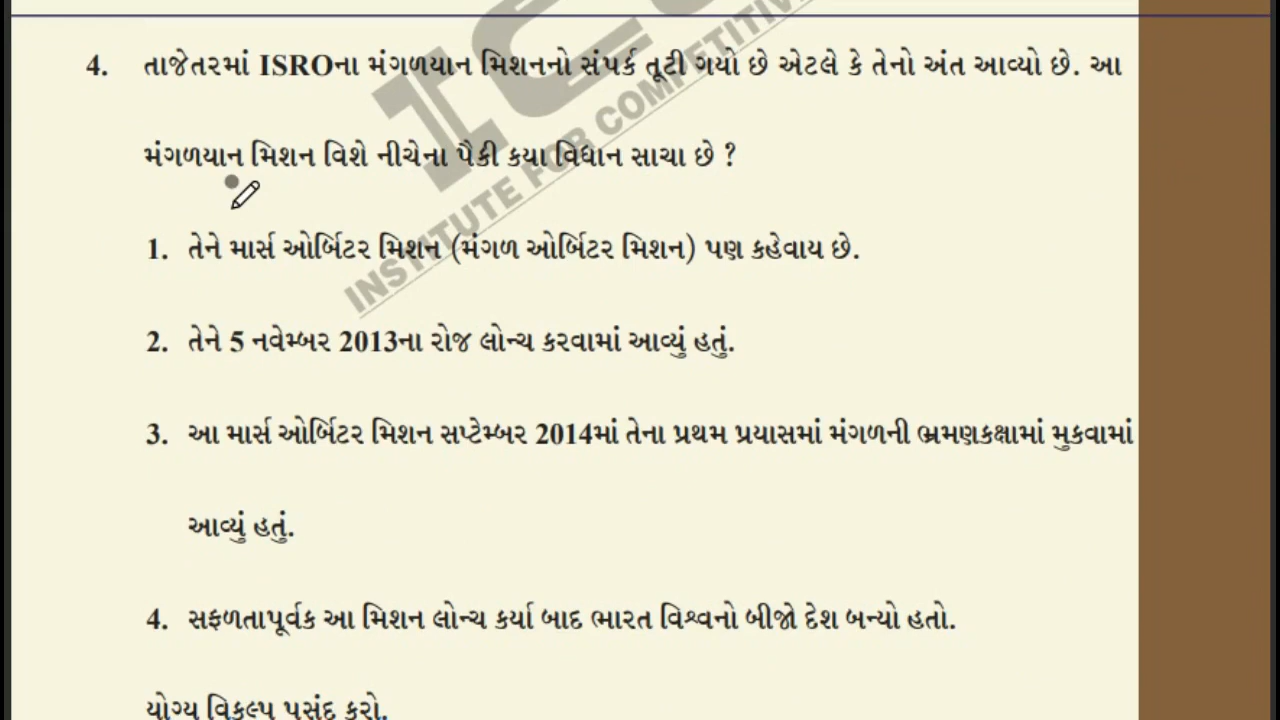 4. તાજેતરમાં ISROના મંગળયાન મિશનનો સંપર્ક તૂટી ગયો છે એટલે કે તેનો અંત આવ્યો છે. આ
મંગળયાન મિશન વિશે નીચેના પૈકી કયા વિધાન સાચા છે ?
1. તેને માર્સ ઓર્બિટર મિશન (મંગળ ઓર્બિટર મિશન) પણ કહેવાય છે.
2. તેને 5 નવેમ્બર 2013ના રોજ લોન્ચ કરવામાં આવ્યું હતું.
3. આ માર્સ ઓર્બિટર મિશન સપ્ટેમ્બર 2014માં તેના પ્રથમ પ્રયાસમાં મંગળની ભ્રમણકક્ષામાં મુકવામાં
આવ્યું હતું.
4. સફળતાપૂર્વક આ મિશન લોન્ચ કર્યા બાદ ભારત વિશ્વનો બીજો દેશ બન્યો હતો.
યોગ્ય વિકલ્પ પસંદ કરો.
INSTITUTE FOR COMPETITIVE